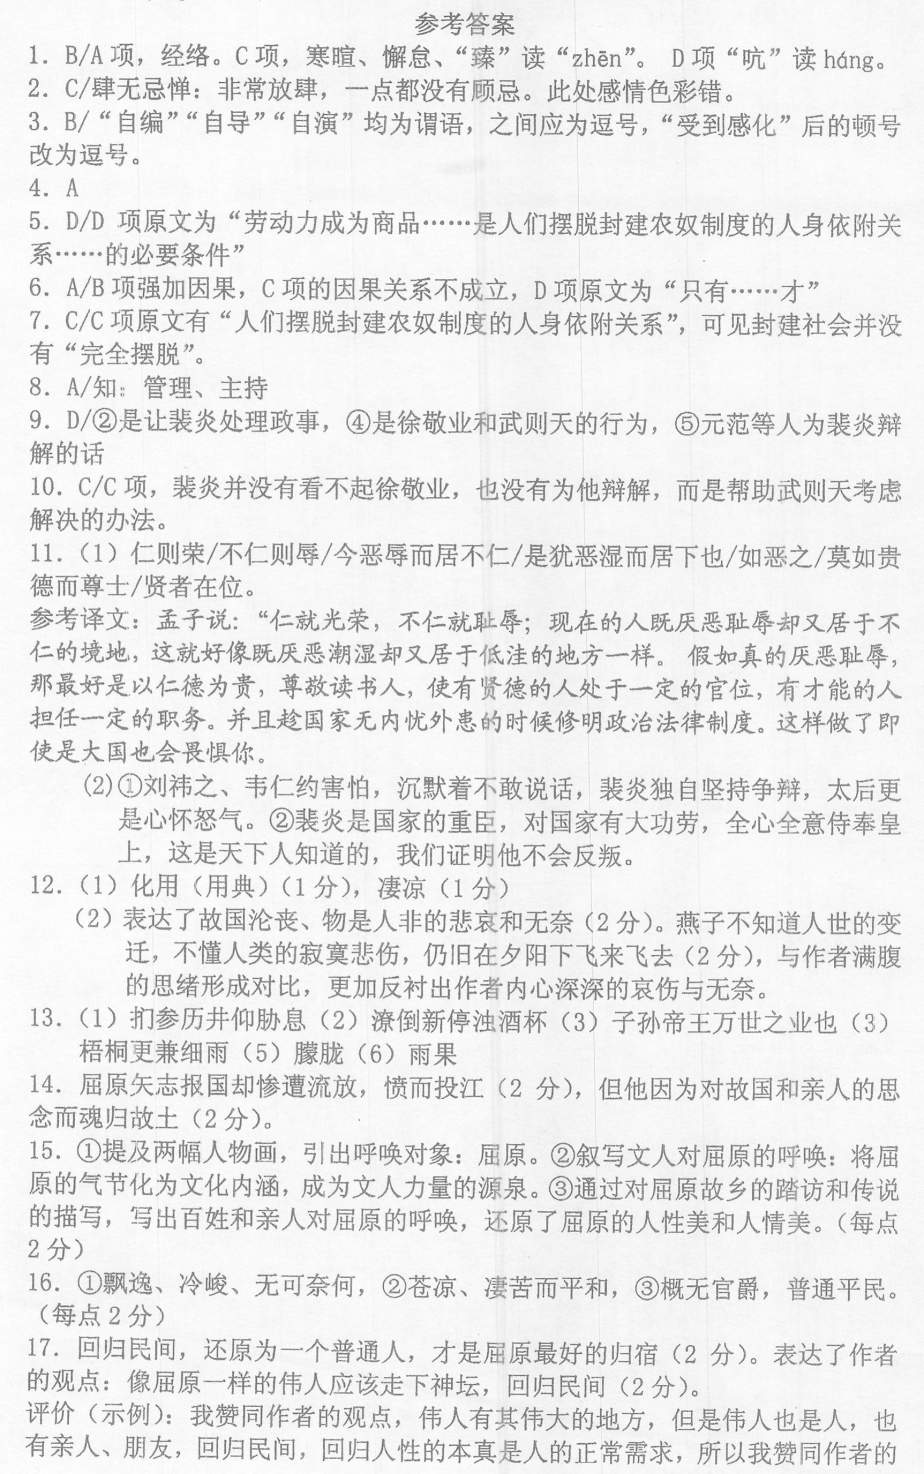 参考答案
1. B/A项，经络。C项，寒暄、懈怠、“臻”读“zhēn”。 D项“吭”读háng。
2. C/肆无忌惮：非常放肆，一点都没有顾忌。此处感情色彩错。
3. B/“自编”“自导”“自演”均为谓语，之间应为逗号，“受到感化”后的顿号
改为逗号。
4. A
5. D/D 项原文为“劳动力成为商品……是人们摆脱封建农奴制度的人身依附关
系……的必要条件”
6. A/B项强加因果，C项的因果关系不成立，D项原文为“只有……才”
7. C/C项原文有“人们摆脱封建农奴制度的人身依附关系”，可见封建社会并没
有“完全摆脱”。
8. A/知：管理、主持
9. D/②是让裴炎处理政事，④是徐敬业和武则天的行为，⑤元范等人为裴炎辩
解的话
10. C/C项，裴炎并没有看不起徐敬业，也没有为他辩解，而是帮助武则天考虑
解决的办法。
11.（1）仁则荣/不仁则辱/今恶辱而居不仁/是犹恶湿而居下也/如恶之/莫如贵
德而尊士/贤者在位。
参考译文：孟子说：“仁就光荣，不仁就耻辱；现在的人既厌恶耻辱却又居于不
仁的境地，这就好像既厌恶潮湿却又居于低洼的地方一样。假如真的厌恶耻辱，
那最好是以仁德为贵，尊敬读书人，使有贤德的人处于一定的官位，有才能的人
担任一定的职务。并且趁国家无内忧外患的时候修明政治法律制度。这样做了即
使是大国也会畏惧你。
(2)①刘祎之、韦仁约害怕，沉默着不敢说话，裴炎独自坚持争辩，太后更
是心怀怒气。②裴炎是国家的重臣，对国家有大功劳，全心全意侍奉皇
上，这是天下人知道的，我们证明他不会反叛。
12.（1）化用（用典）（1分），凄凉（1分）
（2）表达了故国沦丧、物是人非的悲哀和无奈（2分）。燕子不知道人世的变
迁，不懂人类的寂寞悲伤，仍旧在夕阳下飞来飞去（2分），与作者满腹
的思绪形成对比，更加反衬出作者内心深深的哀伤与无奈。
13.（1）扪参历井仰胁息（2）潦倒新停浊酒杯（3）子孙帝王万世之业也（3）
梧桐更兼细雨（5）朦胧（6）雨果
14. 屈原矢志报国却惨遭流放，愤而投江（2 分），但他因为对故国和亲人的思
念而魂归故土（2分）。
15. ①提及两幅人物画，引出呼唤对象：屈原。②叙写文人对屈原的呼唤：将屈
原的气节化为文化内涵，成为文人力量的源泉。③通过对屈原故乡的踏访和传说
的描写，写出百姓和亲人对屈原的呼唤，还原了屈原的人性美和人情美。（每点
2分）
16. ①飘逸、冷峻、无可奈何，②苍凉、凄苦而平和，③概无官爵，普通平民。
（每点2分）
17. 回归民间，还原为一个普通人，才是屈原最好的归宿（2 分）。表达了作者
的观点：像屈原一样的伟人应该走下神坛，回归民间（2分）。
评价（示例）：我赞同作者的观点，伟人有其伟大的地方，但是伟人也是人，也
有亲人、朋友，回归民间，回归人性的本真是人的正常需求，所以我赞同作者的